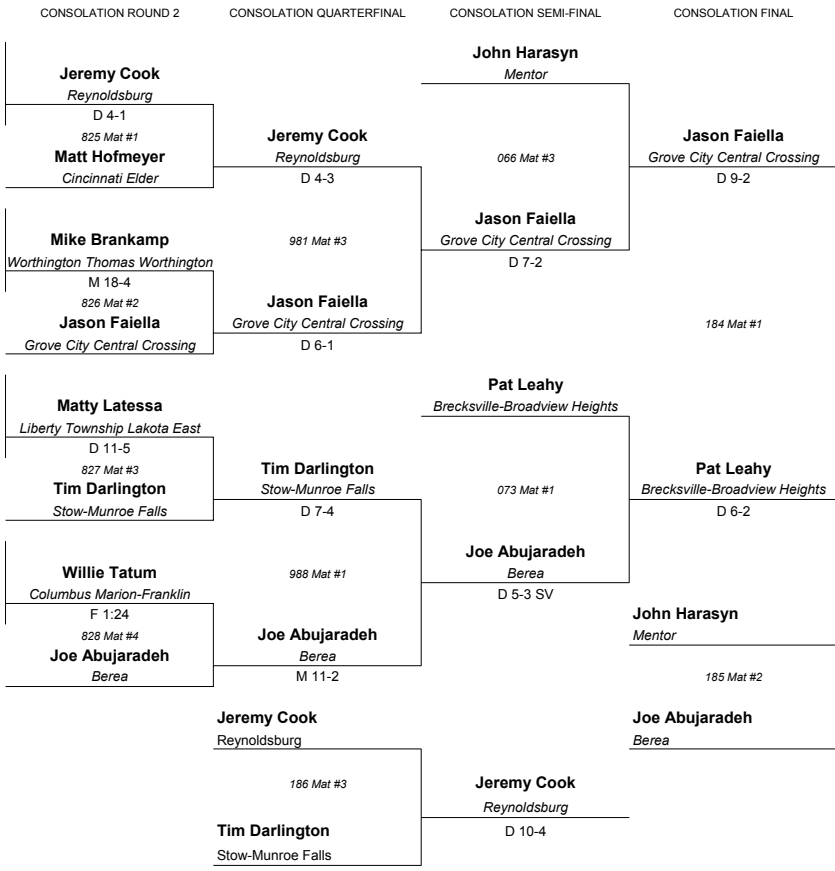 CONSOLATION ROUND 2
CONSOLATION QUARTERFINAL
CONSOLATION SEMI-FINAL
CONSOLATION FINAL
Jeremy Cook
Reynoldsburg
D 4-1
825 Mat #1
Matt Hofmeyer
Cincinnati Elder
Mike Brankamp
Worthington Thomas Worthington
M 18-4
826 Mat #2
Jason Faiella
Grove City Central Crossing
Matty Latessa
Liberty Township Lakota East
D 11-5
827 Mat #3
Tim Darlington
Stow-Munroe Falls
Willie Tatum
Columbus Marion-Franklin
F 1:24
828 Mat #4
Joe Abujaradeh
Berea
Jeremy Cook
Reynoldsburg
D 4-3
981 Mat #3
Jason Faiella
Grove City Central Crossing
D 6-1
Tim Darlington
Stow-Munroe Falls
D 7-4
988 Mat #1
Joe Abujaradeh
Berea
M 11-2
Jeremy Cook
Reynoldsburg
186 Mat #3
Tim Darlington
Stow-Munroe Falls
John Harasyn
Mentor
066 Mat #3
Jason Faiella
Grove City Central Crossing
D 7-2
Pat Leahy
Brecksville-Broadview Heights
073 Mat #1
Joe Abujaradeh
Berea
D 5-3 SV
Jeremy Cook
Reynoldsburg
D 10-4
Jason Faiella
Grove City Central Crossing
D 9-2
184 Mat #1
Pat Leahy
Brecksville-Broadview Heights
D 6-2
John Harasyn
Mentor
185 Mat #2
Joe Abujaradeh
Berea